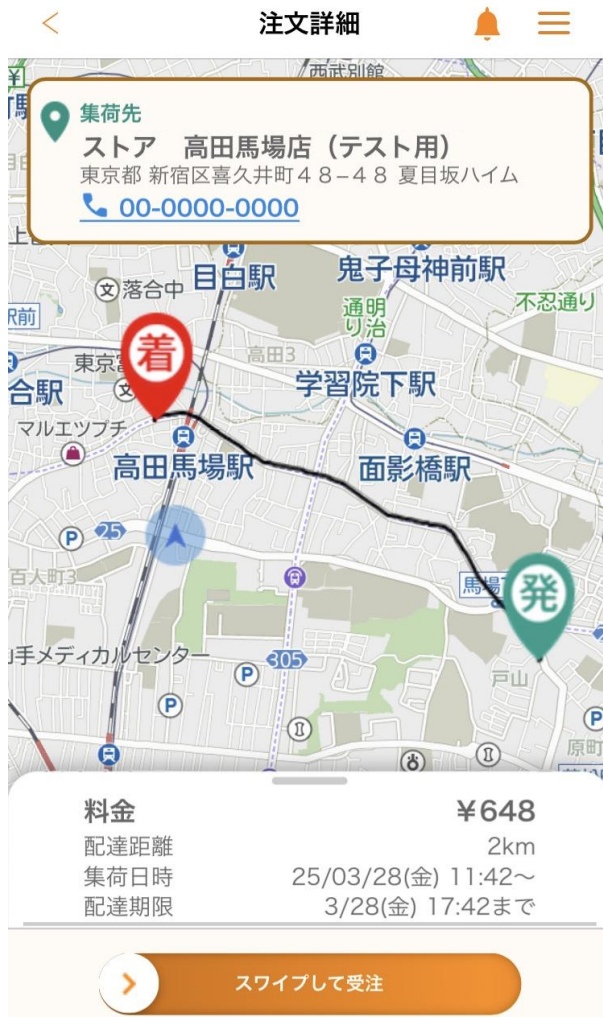 注文詳細
西武別館
集荷先
ストア 高田馬場店（テスト用）
東京都 新宿区喜久井町４８−４８ 夏目坂ハイム
00-0000-0000
目白駅
鬼子母神前駅
文 落合中
明治通り
不忍通り
駅前
着
高田3
東京富
文
合駅
学習院下駅
マルエツプチ
高田馬場駅
面影橋駅
P
25
百人町3
馬場下
発
山手メディカルセンター
305
P
戸山
P
P
原町
料金 ¥648
配達距離 2km
集荷日時 25/03/28(金) 11:42〜
配達期限 3/28(金) 17:42まで
スワイプして受注